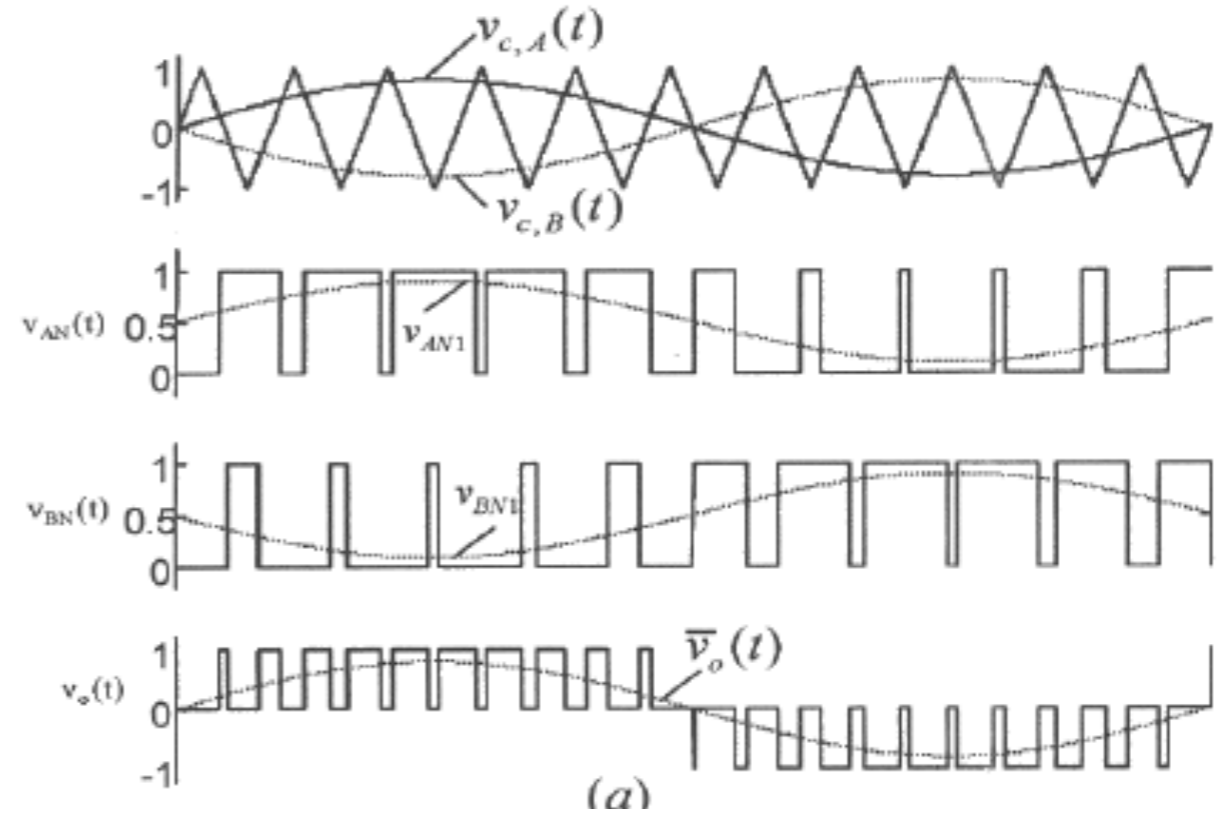 v_{c,A}(t)
1
0
-1
v_{c,B}(t)
1
v_{AN}(t) 0.5
v_{AN1}
0
1
v_{BN1}
v_{BN}(t) 0.5
0
v̅_o(t)
1
v_o(t)
0
-1
(a)